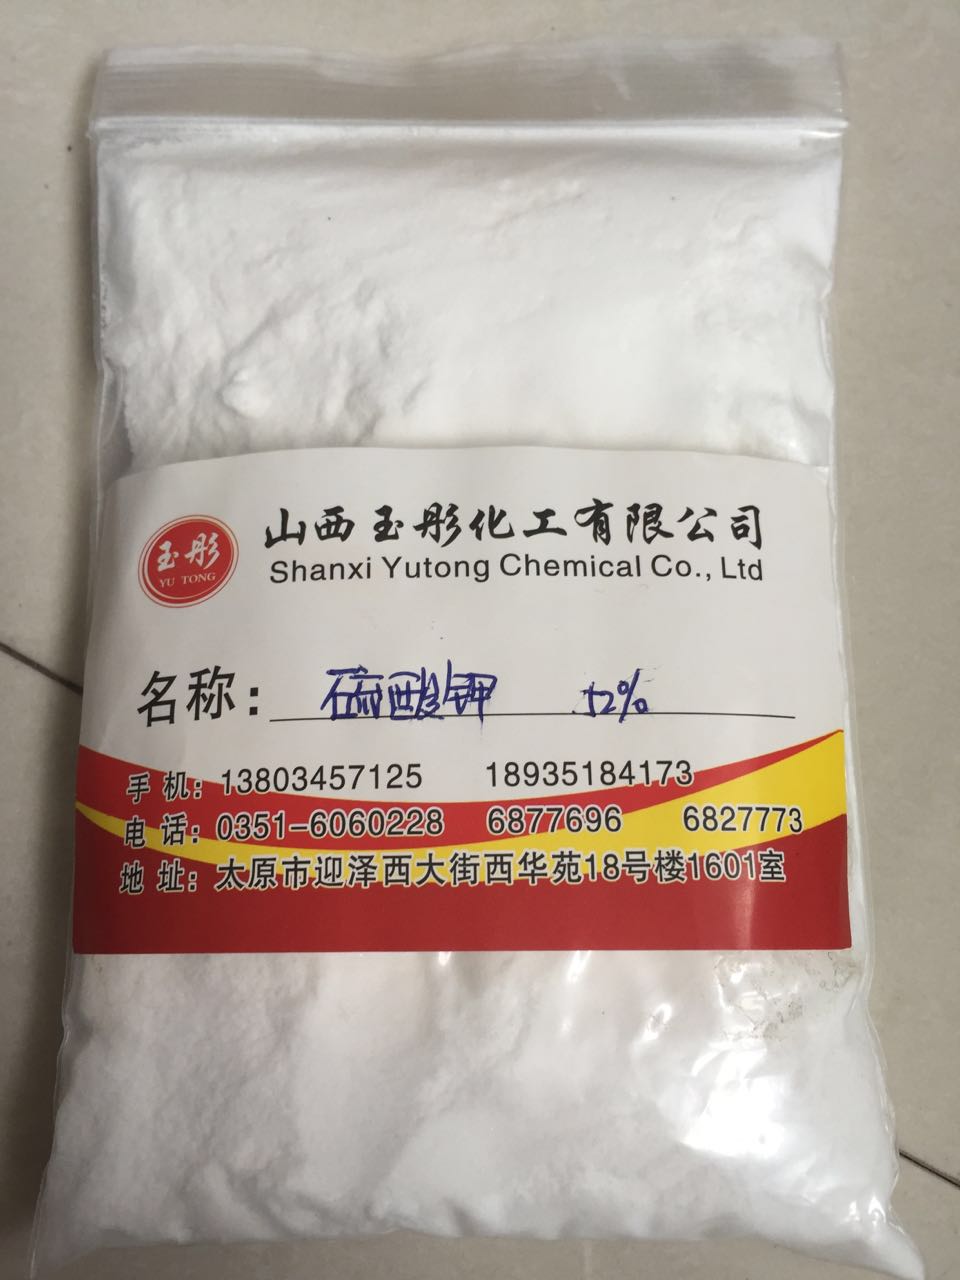 玉彤
YU TONG
山西玉彤化工有限公司
Shanxi Yutong Chemical Co., Ltd
名称: 硫酸钾 52%
手机: 13803457125 18935184173
电话: 0351-6060228 6877696 6827773
地址: 太原市迎泽西大街西华苑18号楼1601室